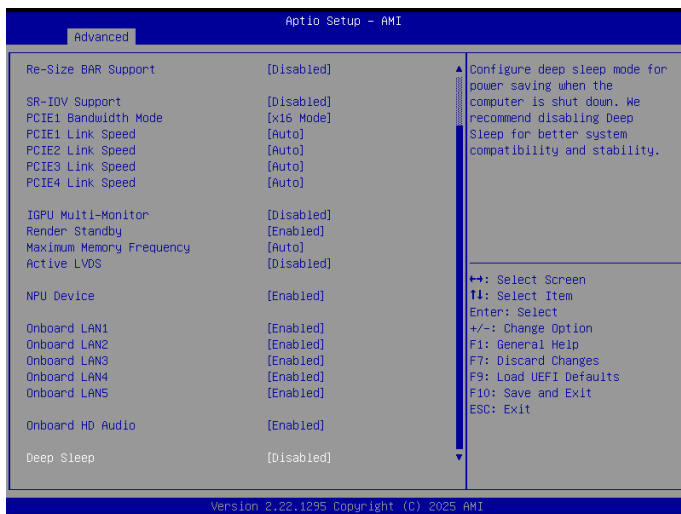 Aptio Setup – AMI
Advanced
Re-Size BAR Support [Disabled]
SR-IOV Support [Disabled]
PCIE1 Bandwidth Mode [x16 Mode]
PCIE1 Link Speed [Auto]
PCIE2 Link Speed [Auto]
PCIE3 Link Speed [Auto]
PCIE4 Link Speed [Auto]
IGPU Multi-Monitor [Disabled]
Render Standby [Enabled]
Maximum Memory Frequency [Auto]
Active LVDS [Disabled]
NPU Device [Enabled]
Onboard LAN1 [Enabled]
Onboard LAN2 [Enabled]
Onboard LAN3 [Enabled]
Onboard LAN4 [Enabled]
Onboard LAN5 [Enabled]
Onboard HD Audio [Enabled]
Deep Sleep [Disabled]
Configure deep sleep mode for
power saving when the
computer is shut down. We
recommend disabling Deep
Sleep for better system
compatibility and stability.
↔: Select Screen
↑↓: Select Item
Enter: Select
+/-: Change Option
F1: General Help
F7: Discard Changes
F9: Load UEFI Defaults
F10: Save and Exit
ESC: Exit
Version 2.22.1295 Copyright (C) 2025 AMI